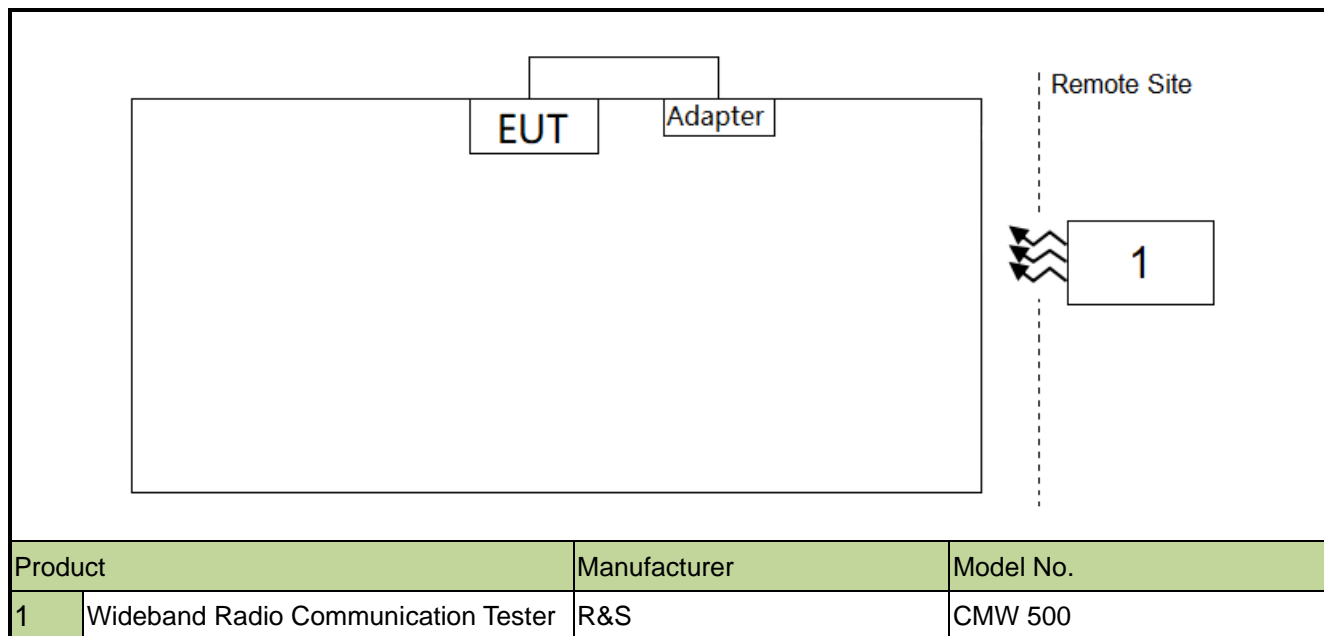 Remote Site
EUT
Adapter
1
Product Manufacturer Model No.
1 Wideband Radio Communication Tester R&S CMW 500